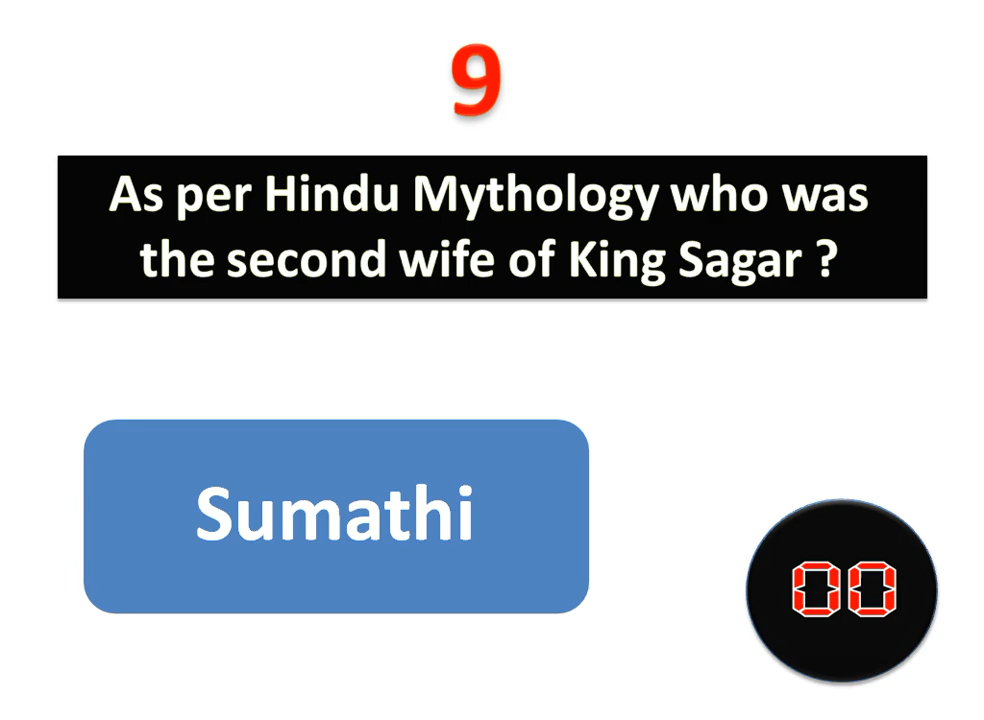 9
As per Hindu Mythology who was
the second wife of King Sagar ?
Sumathi
00